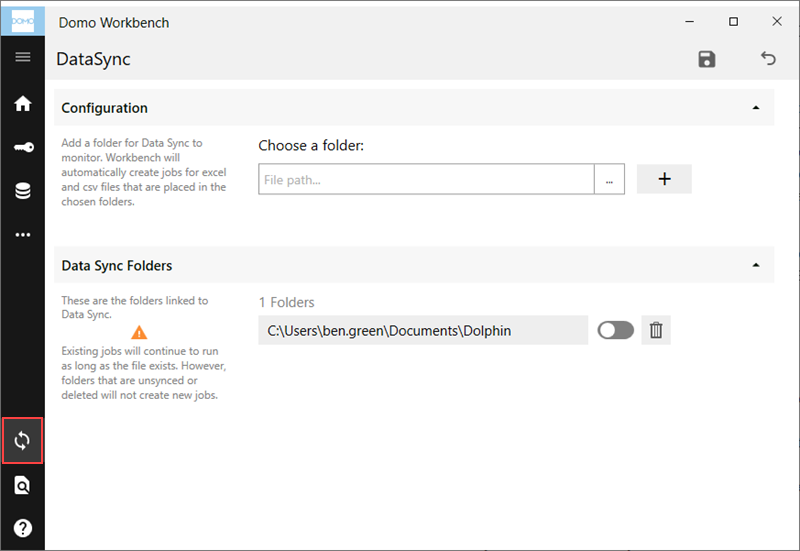 DOMO
Domo Workbench
DataSync
Configuration
Add a folder for Data Sync to
monitor. Workbench will
automatically create jobs for excel
and csv files that are placed in the
chosen folders.
Choose a folder:
File path...
...
+
Data Sync Folders
These are the folders linked to
Data Sync.
Existing jobs will continue to run
as long as the file exists. However,
folders that are unsynced or
deleted will not create new jobs.
1 Folders
C:\Users\ben.green\Documents\Dolphin